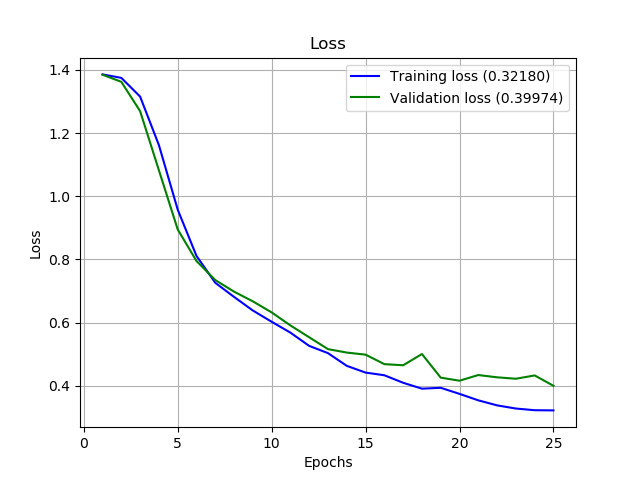 Loss
Training loss (0.32180)
Validation loss (0.39974)
1.4
1.2
1.0
0.8
0.6
0.4
Loss
0 5 10 15 20 25
Epochs